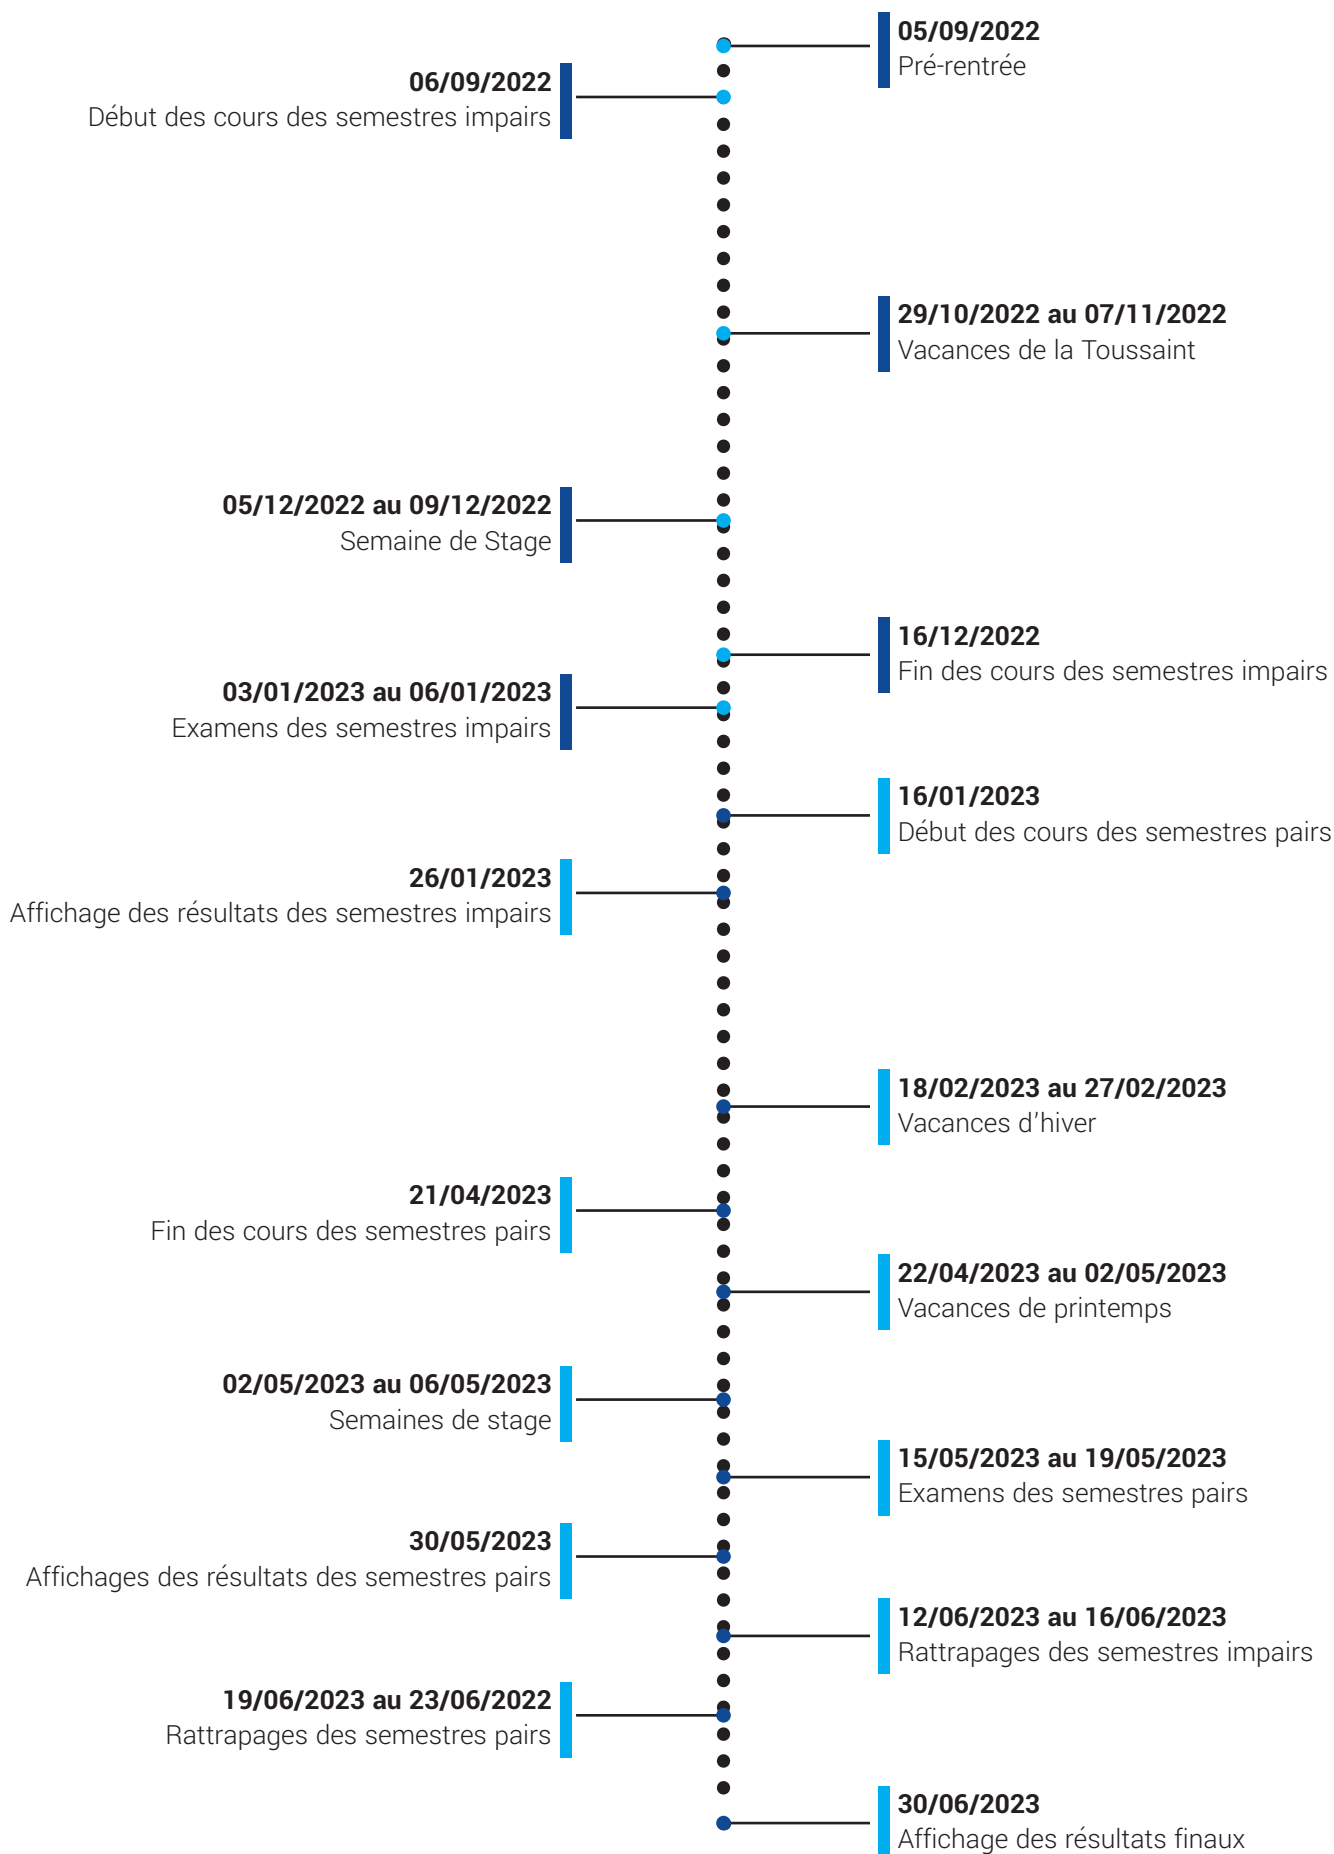 05/09/2022
Pré-rentrée
06/09/2022
Début des cours des semestres impairs
29/10/2022 au 07/11/2022
Vacances de la Toussaint
05/12/2022 au 09/12/2022
Semaine de Stage
16/12/2022
Fin des cours des semestres impairs
03/01/2023 au 06/01/2023
Examens des semestres impairs
16/01/2023
Début des cours des semestres pairs
26/01/2023
Affichage des résultats des semestres impairs
18/02/2023 au 27/02/2023
Vacances d’hiver
21/04/2023
Fin des cours des semestres pairs
22/04/2023 au 02/05/2023
Vacances de printemps
02/05/2023 au 06/05/2023
Semaines de stage
15/05/2023 au 19/05/2023
Examens des semestres pairs
30/05/2023
Affichages des résultats des semestres pairs
12/06/2023 au 16/06/2023
Rattrapages des semestres impairs
19/06/2023 au 23/06/2022
Rattrapages des semestres pairs
30/06/2023
Affichage des résultats finaux